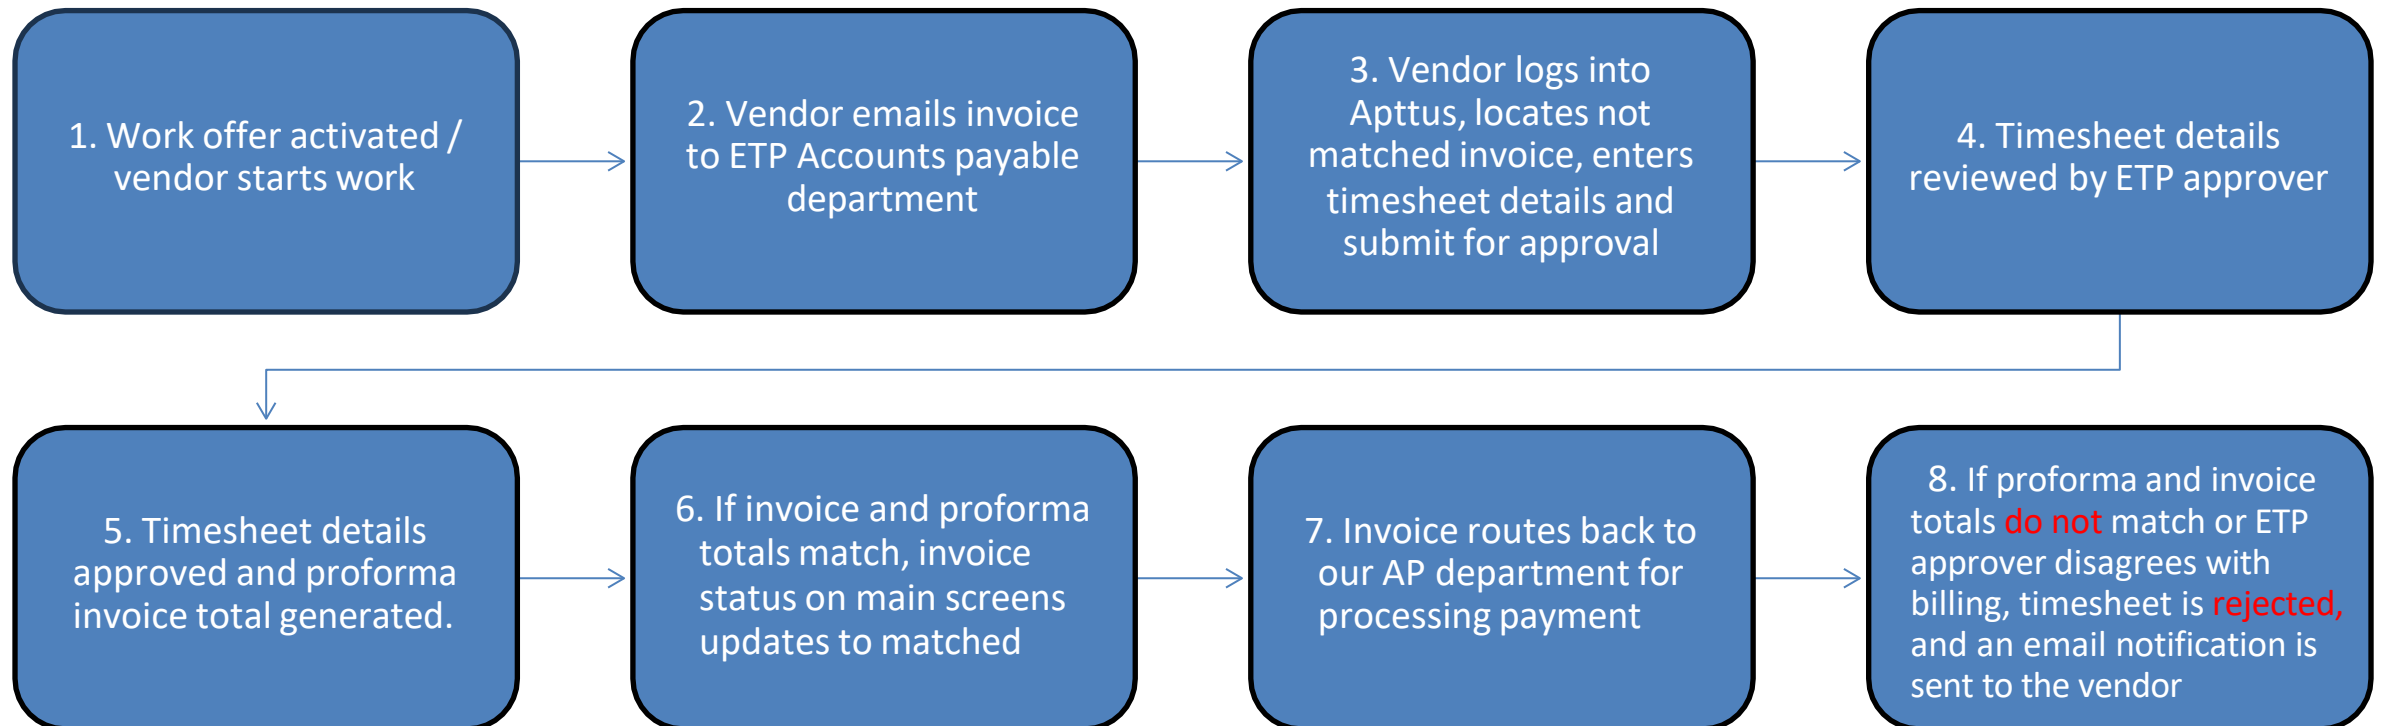 1. Work offer activated /
vendor starts work
2. Vendor emails invoice
to ETP Accounts payable
department
3. Vendor logs into
Apttus, locates not
matched invoice, enters
timesheet details and
submit for approval
4. Timesheet details
reviewed by ETP approver
5. Timesheet details
approved and proforma
invoice total generated.
6. If invoice and proforma
totals match, invoice
status on main screens
updates to matched
7. Invoice routes back to
our AP department for
processing payment
8. If proforma and invoice
totals do not match or ETP
approver disagrees with
billing, timesheet is rejected,
and an email notification is
sent to the vendor